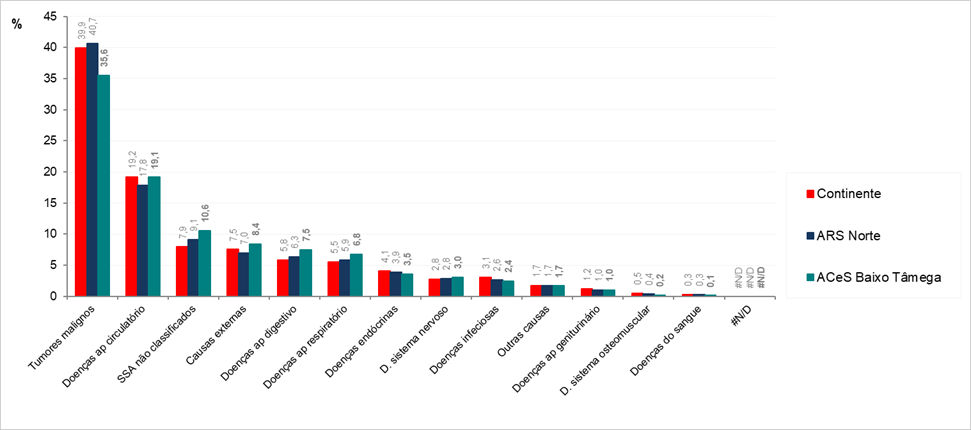 %
45
40
35
30
25
20
15
10
5
0
39,9
40,7
35,6
19,2
17,8
19,1
7,9
9,1
10,6
7,5
7,0
8,4
5,8
6,3
7,5
5,5
5,9
6,8
4,1
3,9
3,5
2,8
2,8
3,0
3,1
2,6
2,4
1,7
1,7
1,7
1,2
1,0
1,0
0,5
0,4
0,2
0,3
0,3
0,1
#N/D
#N/D
#N/D
Tumores malignos
Doenças ap circulatório
SSA não classificados
Causas externas
Doenças ap digestivo
Doenças ap respiratório
Doenças endócrinas
D. sistema nervoso
Doenças infeciosas
Outras causas
Doenças ap geniturinário
D. sistema osteomuscular
Doenças do sangue
#N/D
Continente
ARS Norte
ACeS Baixo Tâmega